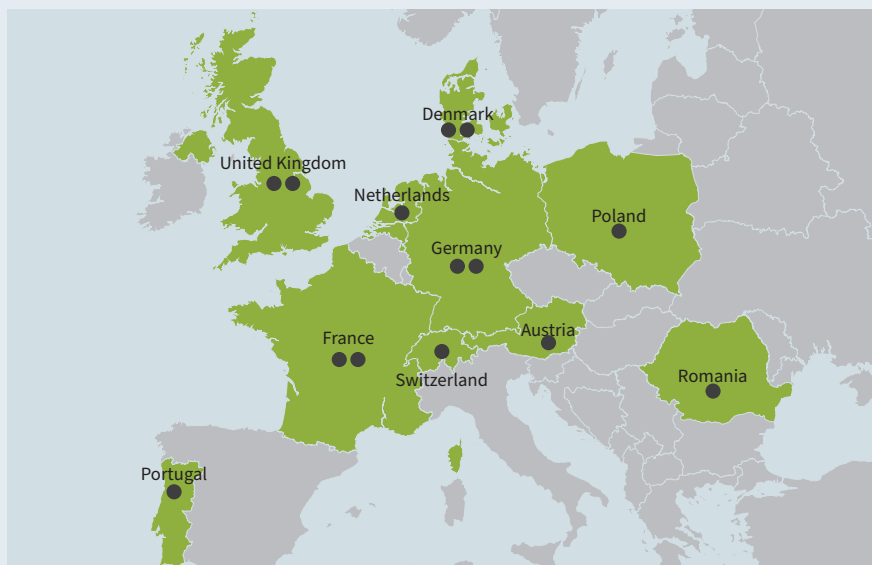 Denmark
United Kingdom
Netherlands
Poland
Germany
Austria
France
Switzerland
Romania
Portugal